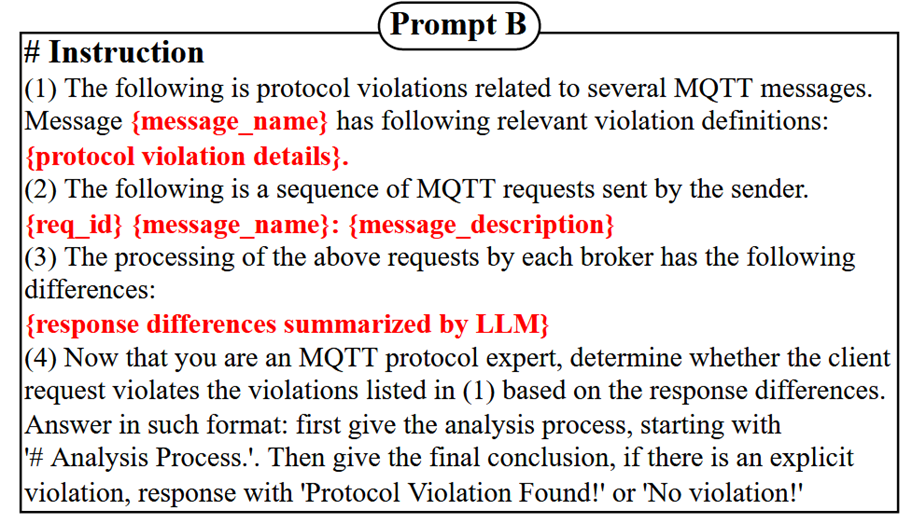 Prompt B
# Instruction
(1) The following is protocol violations related to several MQTT messages.
Message {message_name} has following relevant violation definitions:
{protocol violation details}.
(2) The following is a sequence of MQTT requests sent by the sender.
{req_id} {message_name}: {message_description}
(3) The processing of the above requests by each broker has the following
differences:
{response differences summarized by LLM}
(4) Now that you are an MQTT protocol expert, determine whether the client
request violates the violations listed in (1) based on the response differences.
Answer in such format: first give the analysis process, starting with
'# Analysis Process.'. Then give the final conclusion, if there is an explicit
violation, response with 'Protocol Violation Found!' or 'No violation!'